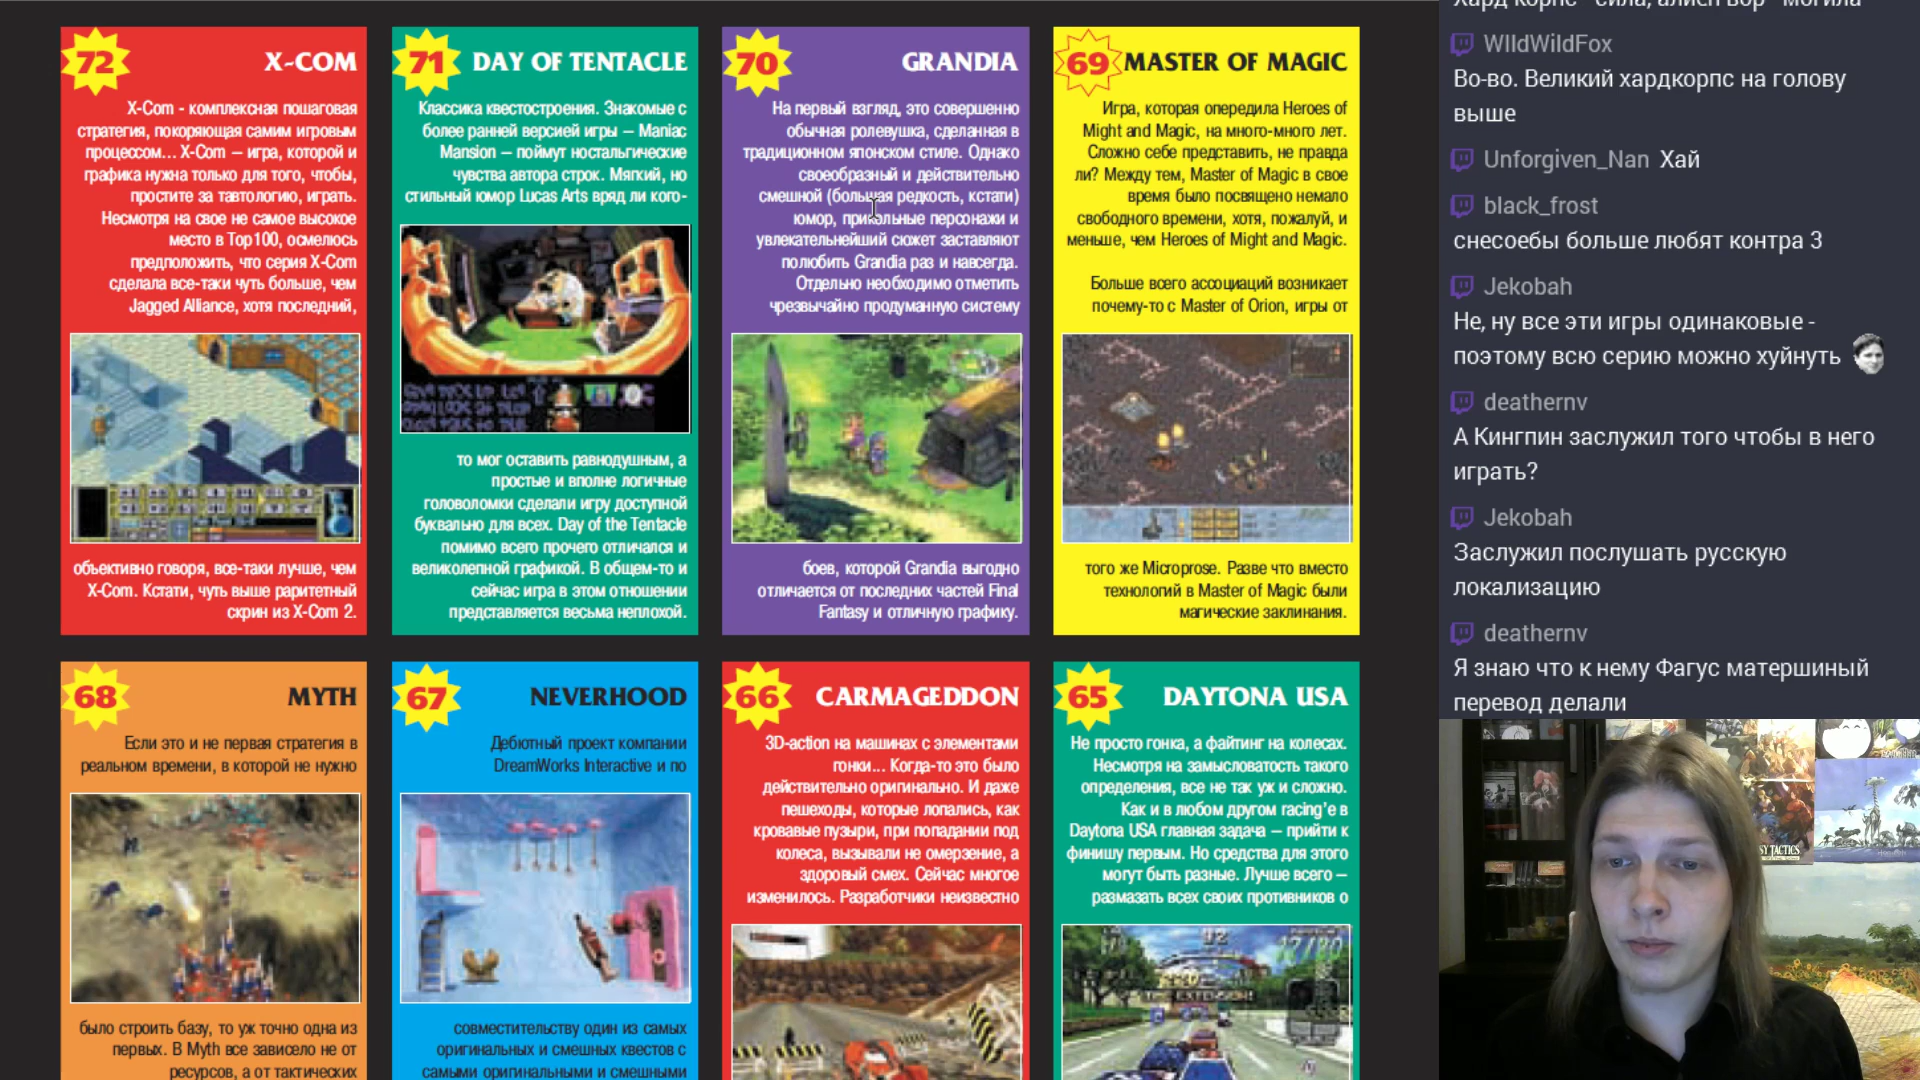 72
X-COM
X-Com - комплексная пошаговая
стратегия, покоряющая самим игровым
процессом... X-Com – игра, которой и
графика нужна только для того, чтобы,
простите за тавтологию, играть.
Несмотря на свое не самое высокое
место в Top100, осмелюсь
предположить, что серия X-Com
сделала все-таки чуть больше, чем
Jagged Alliance, хотя последний,
объективно говоря, все-таки лучше, чем
X-Com. Кстати, чуть выше раритетный
скрин из X-Com 2.
71
DAY OF TENTACLE
Классика квестостроения. Знакомые с
более ранней версией игры – Maniac
Mansion – поймут ностальгические
чувства автора строк. Мягкий, но
стильный юмор Lucas Arts вряд ли кого-
то мог оставить равнодушным, а
простые и вполне логичные
головоломки сделали игру доступной
буквально для всех. Day of the Tentacle
помимо всего прочего отличался и
великолепной графикой. В общем-то и
сейчас игра в этом отношении
представляется весьма неплохой.
70
GRANDIA
На первый взгляд, это совершенно
обычная ролевушка, сделанная в
традиционном японском стиле. Однако
своеобразный и действительно
смешной (большая редкость, кстати)
юмор, прикольные персонажи и
увлекательнейший сюжет заставляют
полюбить Grandia раз и навсегда.
Отдельно необходимо отметить
чрезвычайно продуманную систему
боев, которой Grandia выгодно
отличается от последних частей Final
Fantasy и отличную графику.
69
MASTER OF MAGIC
Игра, которая опередила Heroes of
Might and Magic, на много-много лет.
Сложно себе представить, не правда
ли? Между тем, Master of Magic в свое
время было посвящено немало
свободного времени, хотя, пожалуй, и
меньше, чем Heroes of Might and Magic.
Больше всего ассоциаций возникает
почему-то с Master of Orion, игры от
того же Microprose. Разве что вместо
технологий в Master of Magic были
магические заклинания.
68
MYTH
Если это и не первая стратегия в
реальном времени, в которой не нужно
было строить базу, то уж точно одна из
первых. В Myth все зависело не от
ресурсов, а от тактических
67
NEVERHOOD
Дебютный проект компании
DreamWorks Interactive и по
совместительству один из самых
оригинальных и смешных квестов с
самыми оригинальными и смешными
66
CARMAGEDDON
3D-action на машинах с элементами
гонки... Когда-то это было
действительно оригинально. И даже
пешеходы, которые лопались, как
кровавые пузыри, при попадании под
колеса, вызывали не омерзение, а
здоровый смех. Сейчас многое
изменилось. Разработчики неизвестно
65
DAYTONA USA
Не просто гонка, а файтинг на колесах.
Несмотря на замысловатость такого
определения, все не так уж и сложно.
Как и в любом другом racing'е в
Daytona USA главная задача – прийти к
финишу первым. Но средства для этого
могут быть разные. Лучше всего –
размазать всех своих противников о
WIldWildFox
Во-во. Великий хардкорпс на голову
выше
Unforgiven_Nan Хай
black_frost
снесоебы больше любят контра 3
Jekobah
Не, ну все эти игры одинаковые -
поэтому всю серию можно хуйнуть
deathernv
А Кингпин заслужил того чтобы в него
играть?
Jekobah
Заслужил послушать русскую
локализацию
deathernv
Я знаю что к нему Фагус матершиный
перевод делали